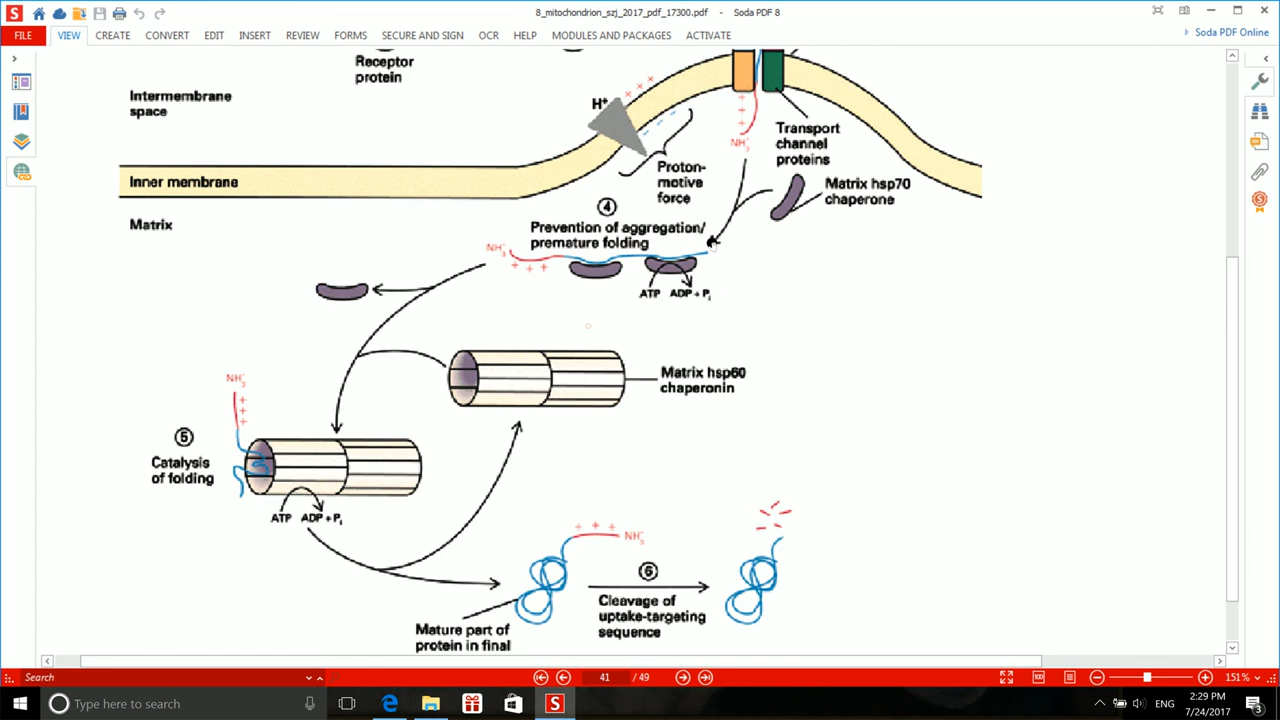 8_mitochondrion_szj_2017_pdf_17300.pdf - Soda PDF 8
FILE VIEW CREATE CONVERT EDIT INSERT REVIEW FORMS SECURE AND SIGN OCR HELP MODULES AND PACKAGES ACTIVATE
Soda PDF Online
Receptor
protein
Intermembrane
space
H+
NH3+
Transport
channel
proteins
Proton-
motive
force
Inner membrane
Matrix hsp70
chaperone
Matrix
4
Prevention of aggregation/
premature folding
NH3+
+ + +
ATP ADP + Pi
Matrix hsp60
chaperonin
NH3+
5
Catalysis
of folding
ATP ADP + Pi
+ + + NH3+
6
Cleavage of
uptake-targeting
sequence
Mature part of
protein in final
Search
41 / 49
151%
Type here to search
ENG
2:29 PM
7/24/2017